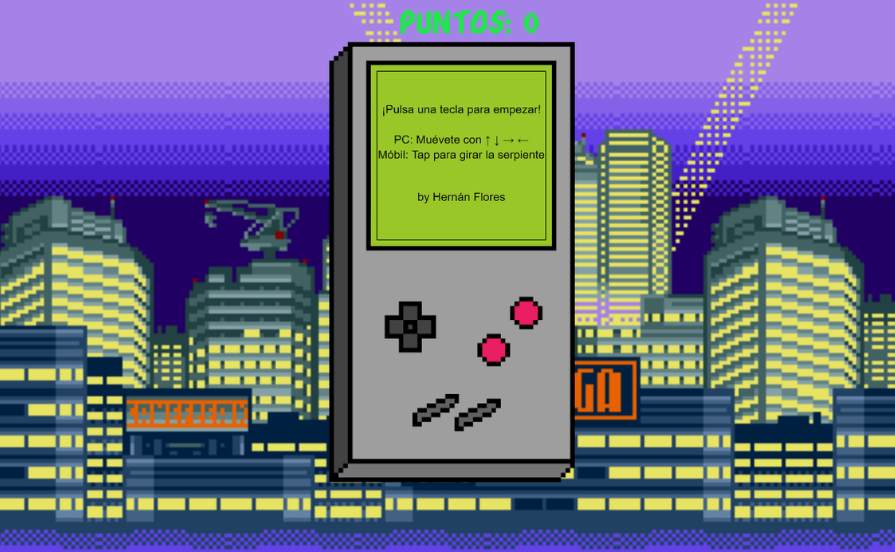 PUNTOS: 0
¡Pulsa una tecla para empezar!
PC: Muévete con ↑ ↓ → ←
Móbil: Tap para girar la serpiente
by Hernán Flores
GA